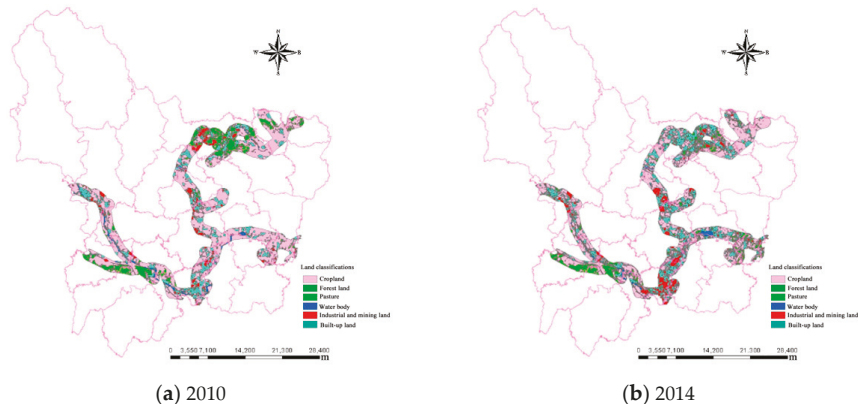 N
W E
S
Land classifications
Cropland
Forest land
Pasture
Water body
Industrial and mining land
Built-up land
0 3,550 7,100 14,200 21,300 28,400
m
(a) 2010
N
W E
S
Land classifications
Cropland
Forest land
Pasture
Water body
Industrial and mining land
Built-up land
0 3,550 7,100 14,200 21,300 28,400
m
(b) 2014